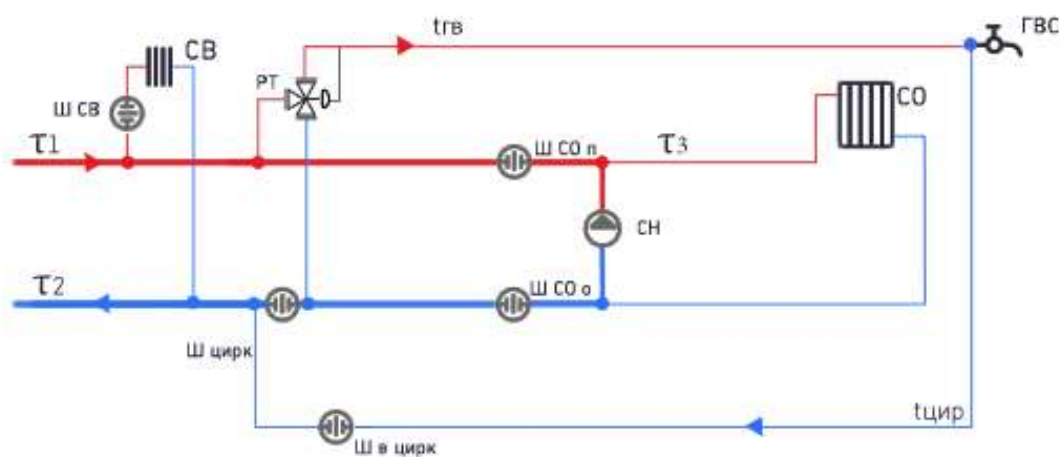 tгв
ГВС
СВ
РТ
СО
Ш СВ
τ1
Ш СО п
τ3
СН
τ2
Ш СО о
Ш цирк
tцир
Ш в цирк